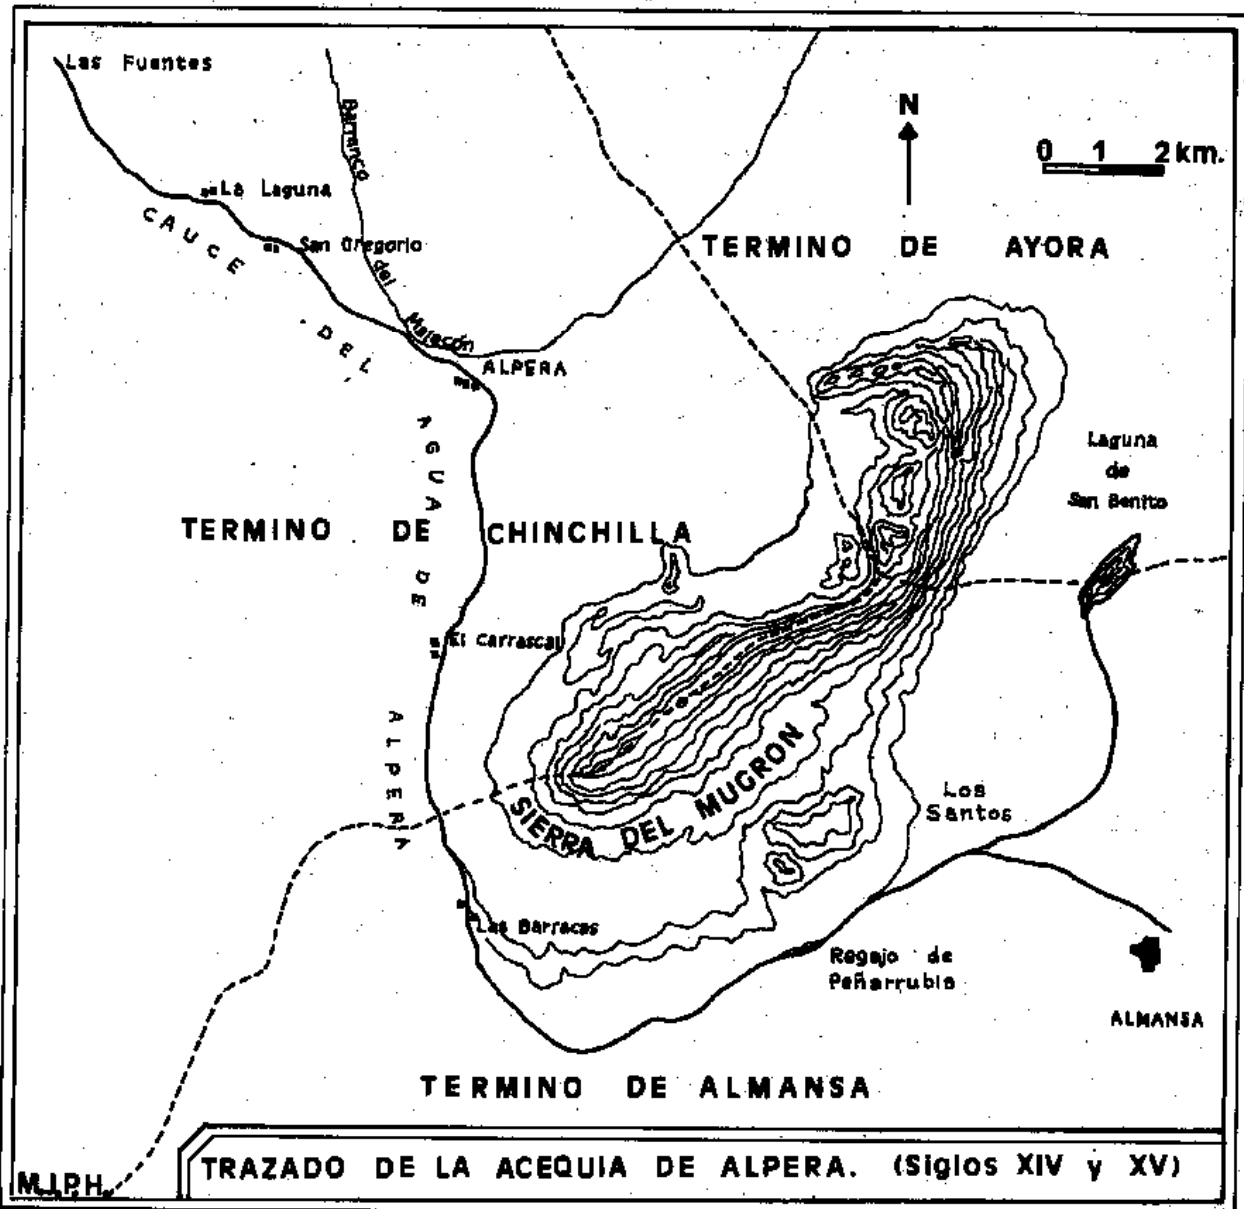 Las Fuentes
Barranco del Malecón
N
0 1 2 km.
La Laguna
CAUCE DEL AGUA DE ALPERA
San Gregorio
TERMINO DE AYORA
ALPERA
Laguna
de
San Benito
TERMINO DE CHINCHILLA
El Carrascal
SIERRA DEL MUGRON
Los
Santos
Las Barracas
Regajo de
Peñarrubia
ALMANSA
TERMINO DE ALMANSA
TRAZADO DE LA ACEQUIA DE ALPERA. (Siglos XIV y XV)
M.J.P.H.